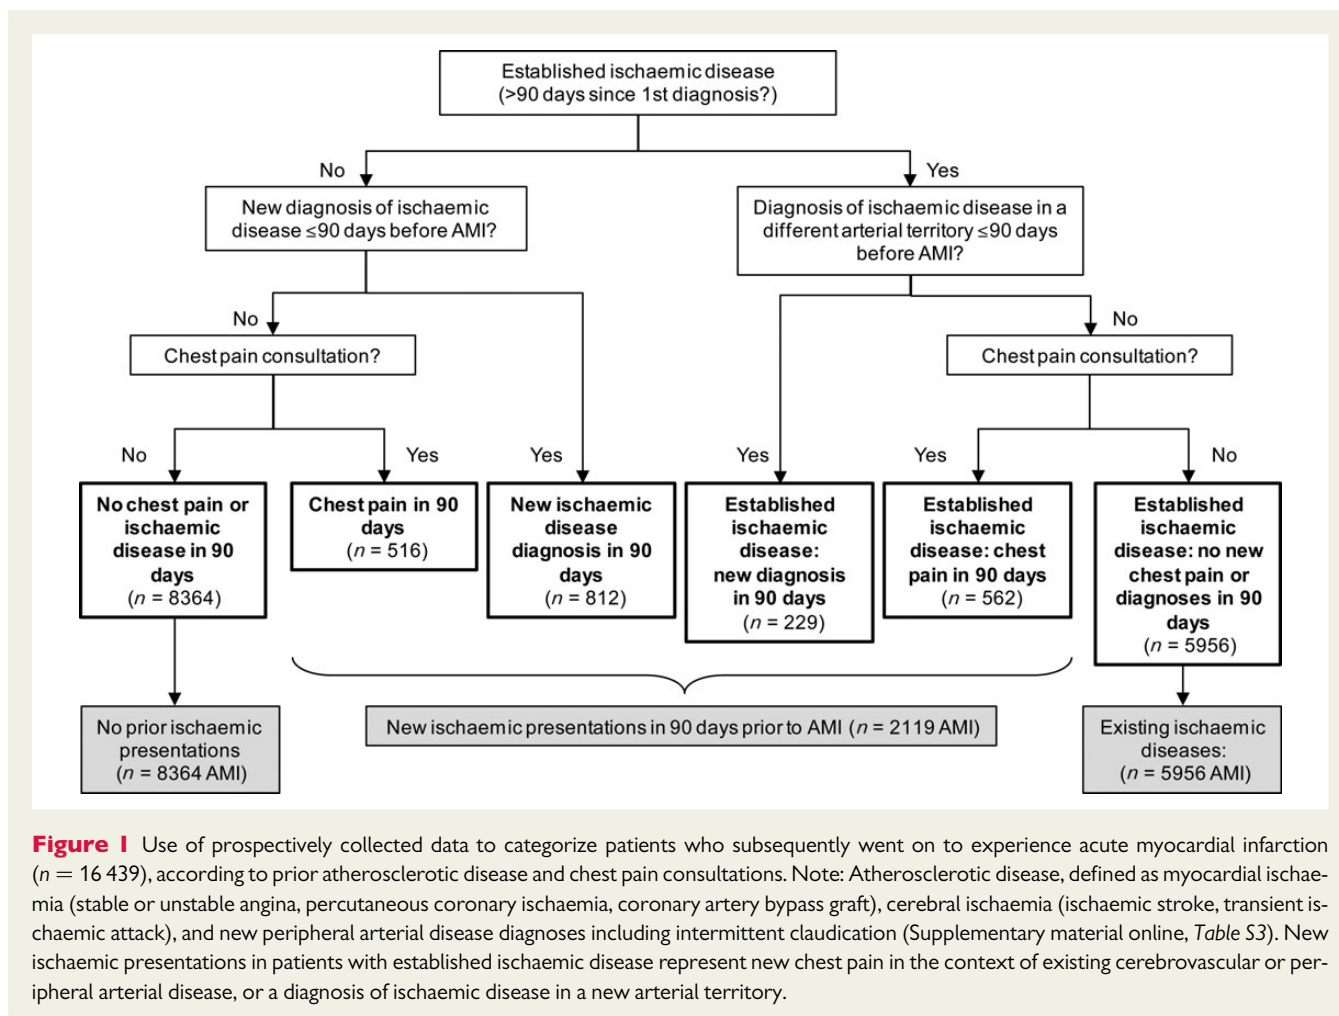 Established ischaemic disease
(>90 days since 1st diagnosis?)
No
Yes
New diagnosis of ischaemic
disease ≤90 days before AMI?
Diagnosis of ischaemic disease in a
different arterial territory ≤90 days
before AMI?
No
No
Chest pain consultation?
Chest pain consultation?
No
Yes
Yes
Yes
Yes
No
No chest pain or
ischaemic
disease in 90
days
(n = 8364)
Chest pain in 90
days
(n = 516)
New ischaemic
disease
diagnosis in 90
days
(n = 812)
Established
ischaemic
disease:
new diagnosis
in 90 days
(n = 229)
Established
ischaemic
disease: chest
pain in 90 days
(n = 562)
Established
ischaemic
disease: no new
chest pain or
diagnoses in 90
days
(n = 5956)
No prior ischaemic
presentations
(n = 8364 AMI)
New ischaemic presentations in 90 days prior to AMI (n = 2119 AMI)
Existing ischaemic
diseases:
(n = 5956 AMI)
Figure 1 Use of prospectively collected data to categorize patients who subsequently went on to experience acute myocardial infarction
(n = 16 439), according to prior atherosclerotic disease and chest pain consultations. Note: Atherosclerotic disease, defined as myocardial ischae-
mia (stable or unstable angina, percutaneous coronary ischaemia, coronary artery bypass graft), cerebral ischaemia (ischaemic stroke, transient is-
chaemic attack), and new peripheral arterial disease diagnoses including intermittent claudication (Supplementary material online, Table S3). New
ischaemic presentations in patients with established ischaemic disease represent new chest pain in the context of existing cerebrovascular or per-
ipheral arterial disease, or a diagnosis of ischaemic disease in a new arterial territory.